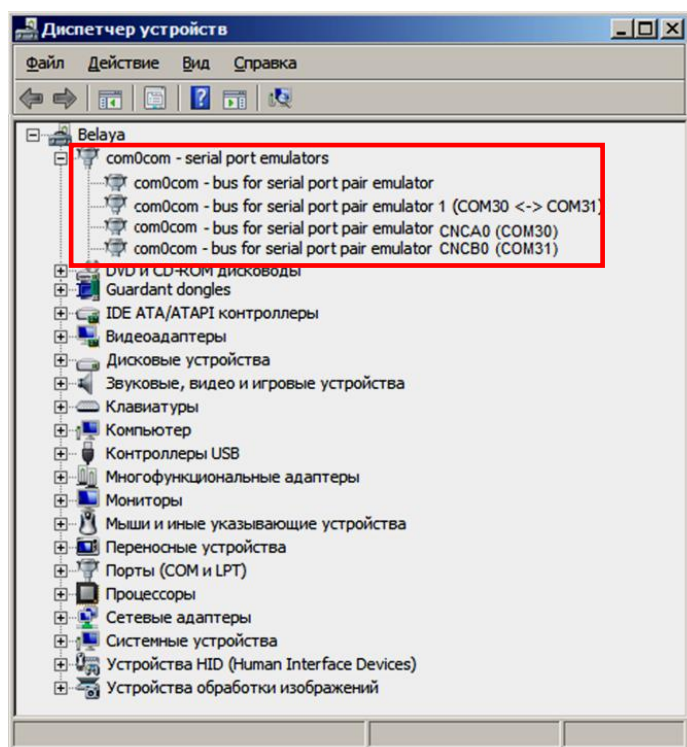 Диспетчер устройств
Файл Действие Вид Справка
Belaya
com0com - serial port emulators
com0com - bus for serial port pair emulator
com0com - bus for serial port pair emulator 1 (COM30 <-> COM31)
com0com - bus for serial port pair emulator CNCA0 (COM30)
com0com - bus for serial port pair emulator CNCB0 (COM31)
DVD и CD-ROM дисководы
Guardant dongles
IDE ATA/ATAPI контроллеры
Видеоадаптеры
Дисковые устройства
Звуковые, видео и игровые устройства
Клавиатуры
Компьютер
Контроллеры USB
Многофункциональные адаптеры
Мониторы
Мыши и иные указывающие устройства
Переносные устройства
Порты (COM и LPT)
Процессоры
Сетевые адаптеры
Системные устройства
Устройства HID (Human Interface Devices)
Устройства обработки изображений